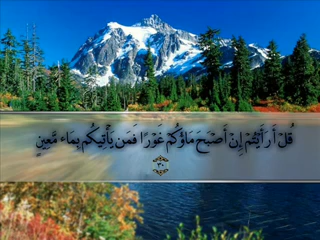 قُلْ أَرَأَيْتُمْ إِنْ أَصْبَحَ مَاؤُكُمْ غَوْرًا فَمَن يَأْتِيكُم بِمَاءٍ مَّعِينٍ
٣٠